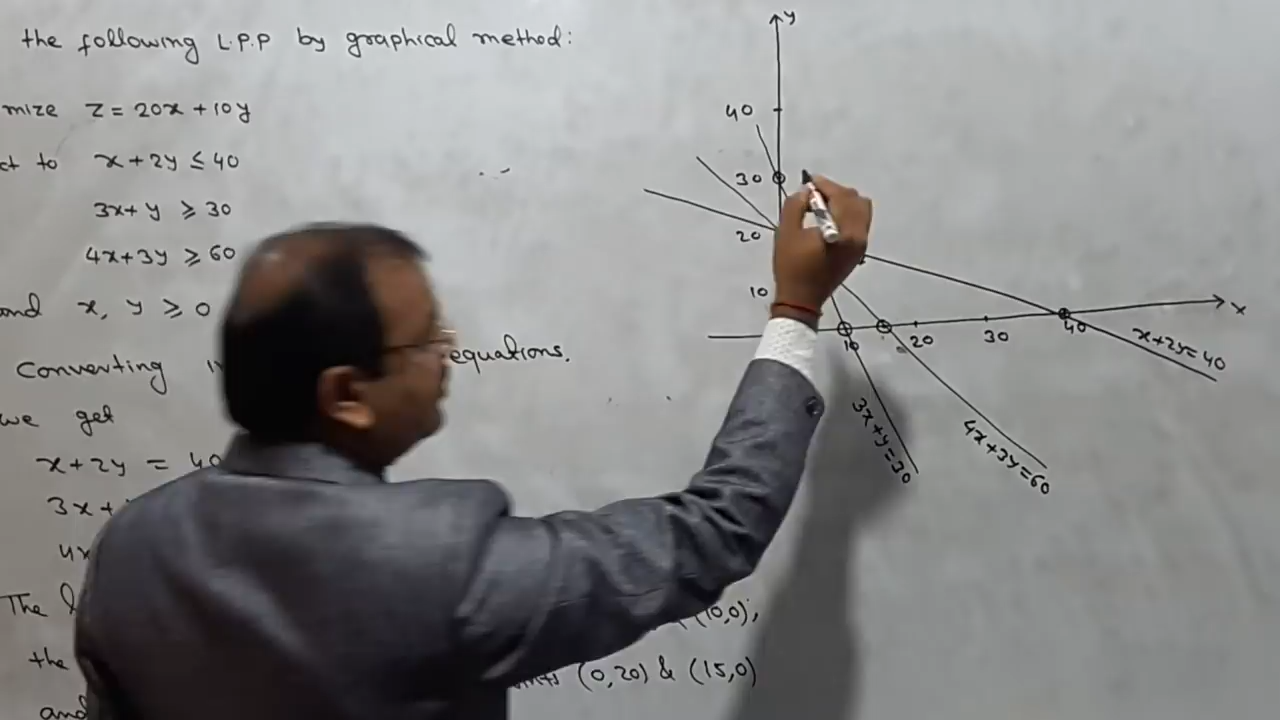 the following L.P.P by graphical method:
mize Z = 20x + 10y
ct to x + 2y ≤ 40
3x + y ≥ 30
4x + 3y ≥ 60
and x, y ≥ 0
Converting equations.
we get
x + 2y = 40
3x +
4x
The (10,0);
the (0,20) & (15,0)
and
y
40
30
20
10
10 20 30 40 x
x + 2y = 40
3x + y = 30
4x + 3y = 60